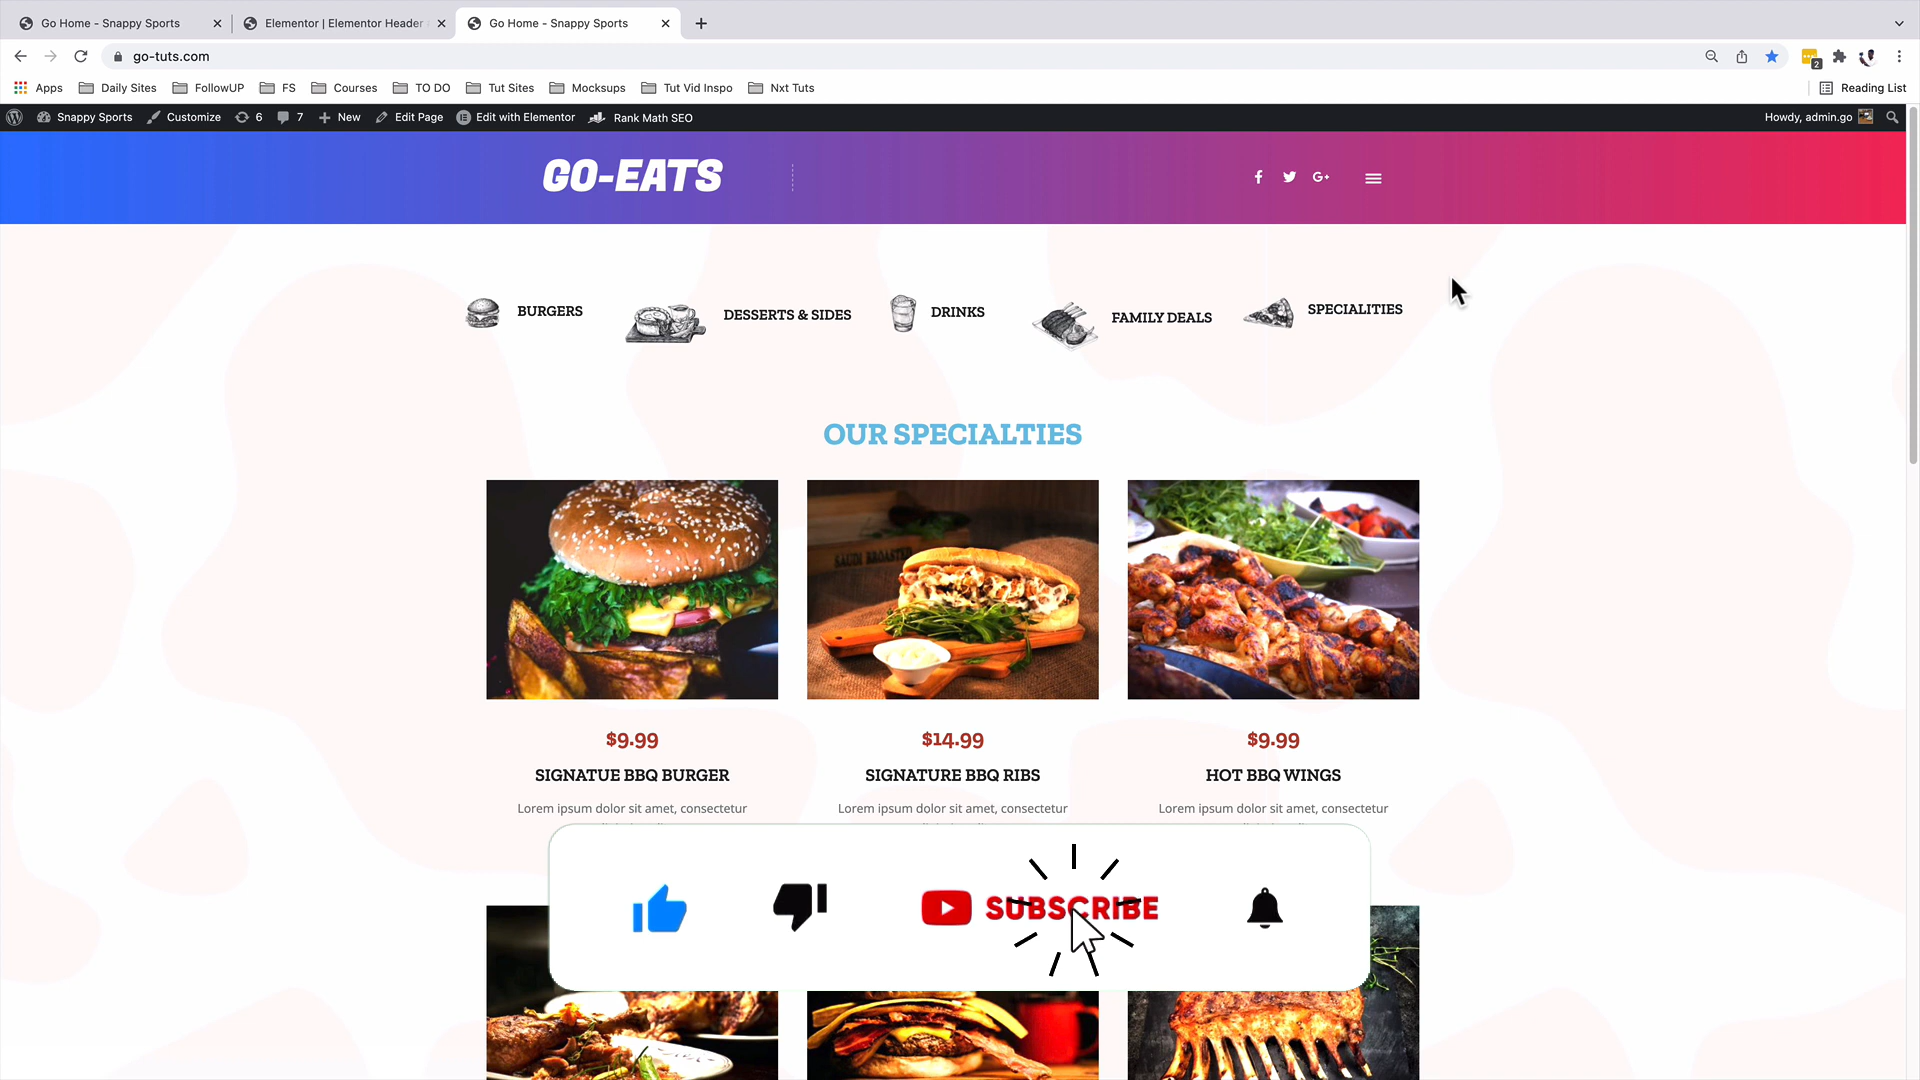 Go Home - Snappy Sports
Elementor | Elementor Header
Go Home - Snappy Sports
go-tuts.com
2
Apps
Daily Sites
FollowUP
FS
Courses
TO DO
Tut Sites
Mocksups
Tut Vid Inspo
Nxt Tuts
Reading List
Snappy Sports
Customize
6
7
New
Edit Page
Edit with Elementor
Rank Math SEO
Howdy, admin.go
GO-EATS
G+
BURGERS
DESSERTS & SIDES
DRINKS
FAMILY DEALS
SPECIALITIES
OUR SPECIALTIES
SAUDI BROASTER
$9.99
$14.99
$9.99
SIGNATUE BBQ BURGER
SIGNATURE BBQ RIBS
HOT BBQ WINGS
Lorem ipsum dolor sit amet, consectetur
Lorem ipsum dolor sit amet, consectetur
Lorem ipsum dolor sit amet, consectetur
SUBSCRIBE